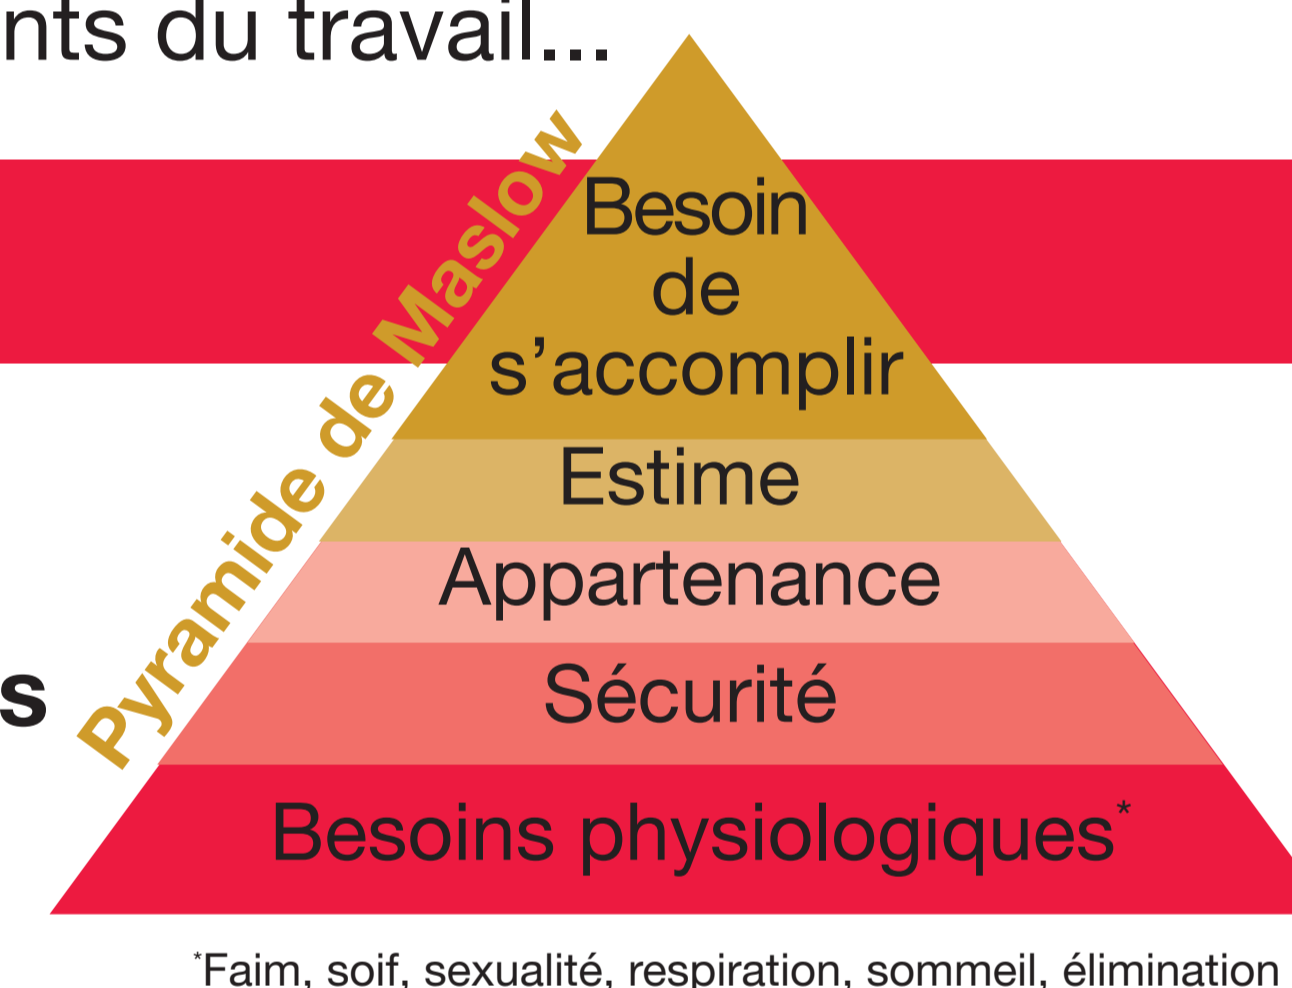 nts du travail...
Pyramide de Maslow
Besoin
de
s’accomplir
Estime
Appartenance
Sécurité
s
Besoins physiologiques*
*Faim, soif, sexualité, respiration, sommeil, élimination